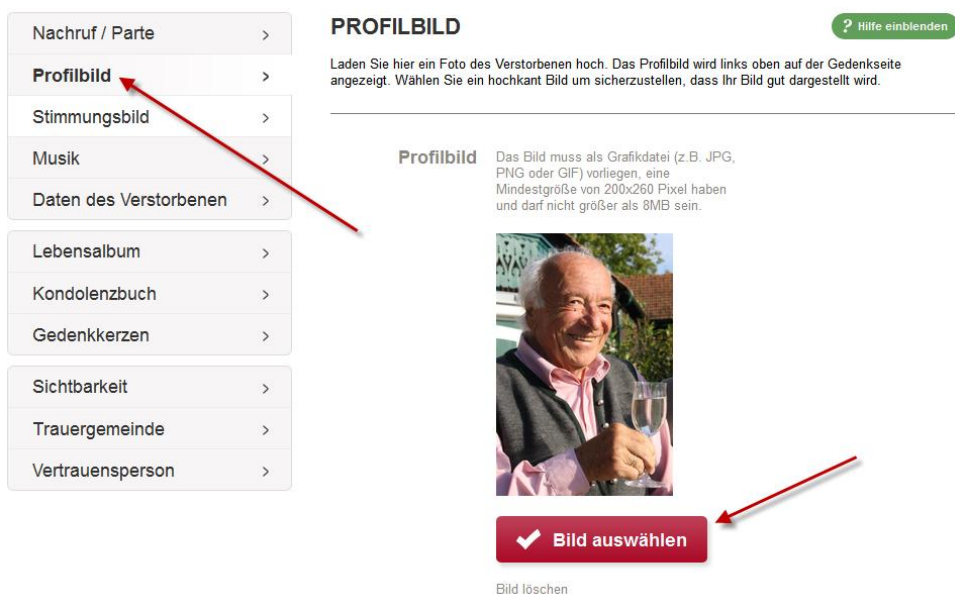 Nachruf / Parte
Profilbild
Stimmungsbild
Musik
Daten des Verstorbenen
Lebensalbum
Kondolenzbuch
Gedenkkerzen
Sichtbarkeit
Trauergemeinde
Vertrauensperson
PROFILBILD
? Hilfe einblenden
Laden Sie hier ein Foto des Verstorbenen hoch. Das Profilbild wird links oben auf der Gedenkseite
angezeigt. Wählen Sie ein hochkant Bild um sicherzustellen, dass Ihr Bild gut dargestellt wird.
Profilbild
Das Bild muss als Grafikdatei (z.B. JPG,
PNG oder GIF) vorliegen, eine
Mindestgröße von 200x260 Pixel haben
und darf nicht größer als 8MB sein.
Bild auswählen
Bild löschen